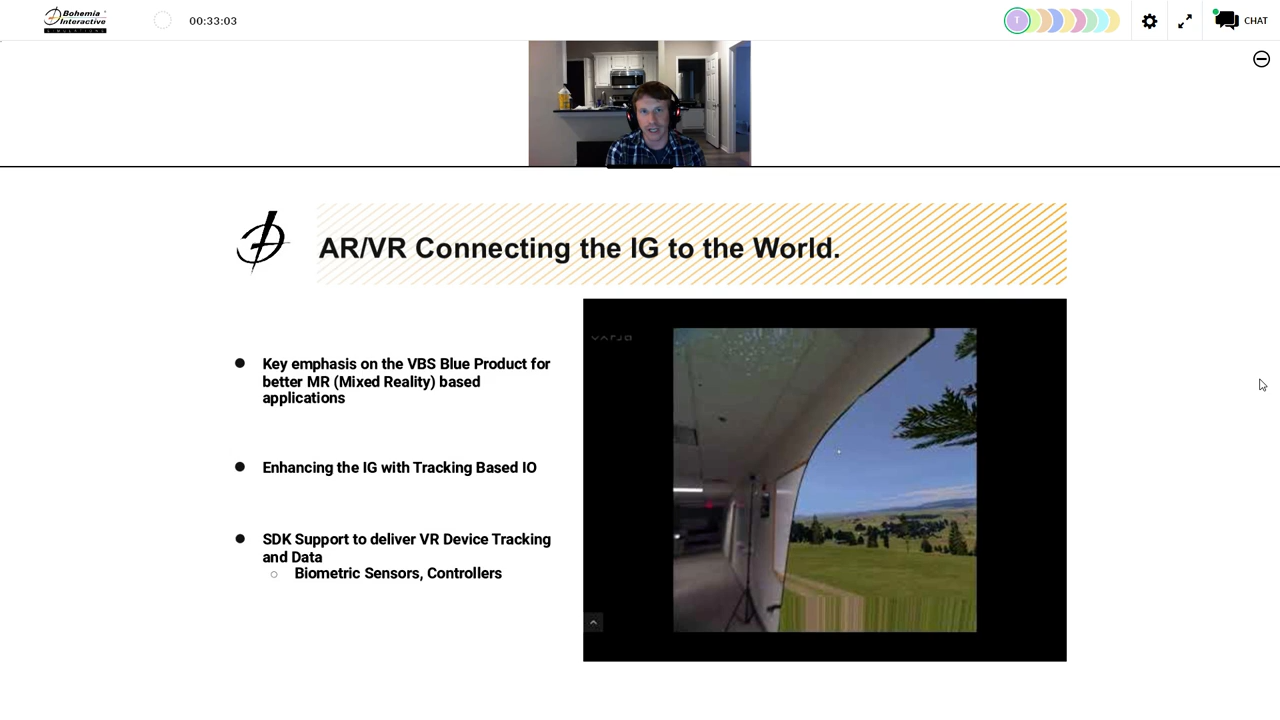 Bohemia
Interactive
SIMULATIONS
00:33:03
T
CHAT
AR/VR Connecting the IG to the World.
Key emphasis on the VBS Blue Product for
better MR (Mixed Reality) based
applications
Enhancing the IG with Tracking Based IO
SDK Support to deliver VR Device Tracking
and Data
Biometric Sensors, Controllers
VARJO